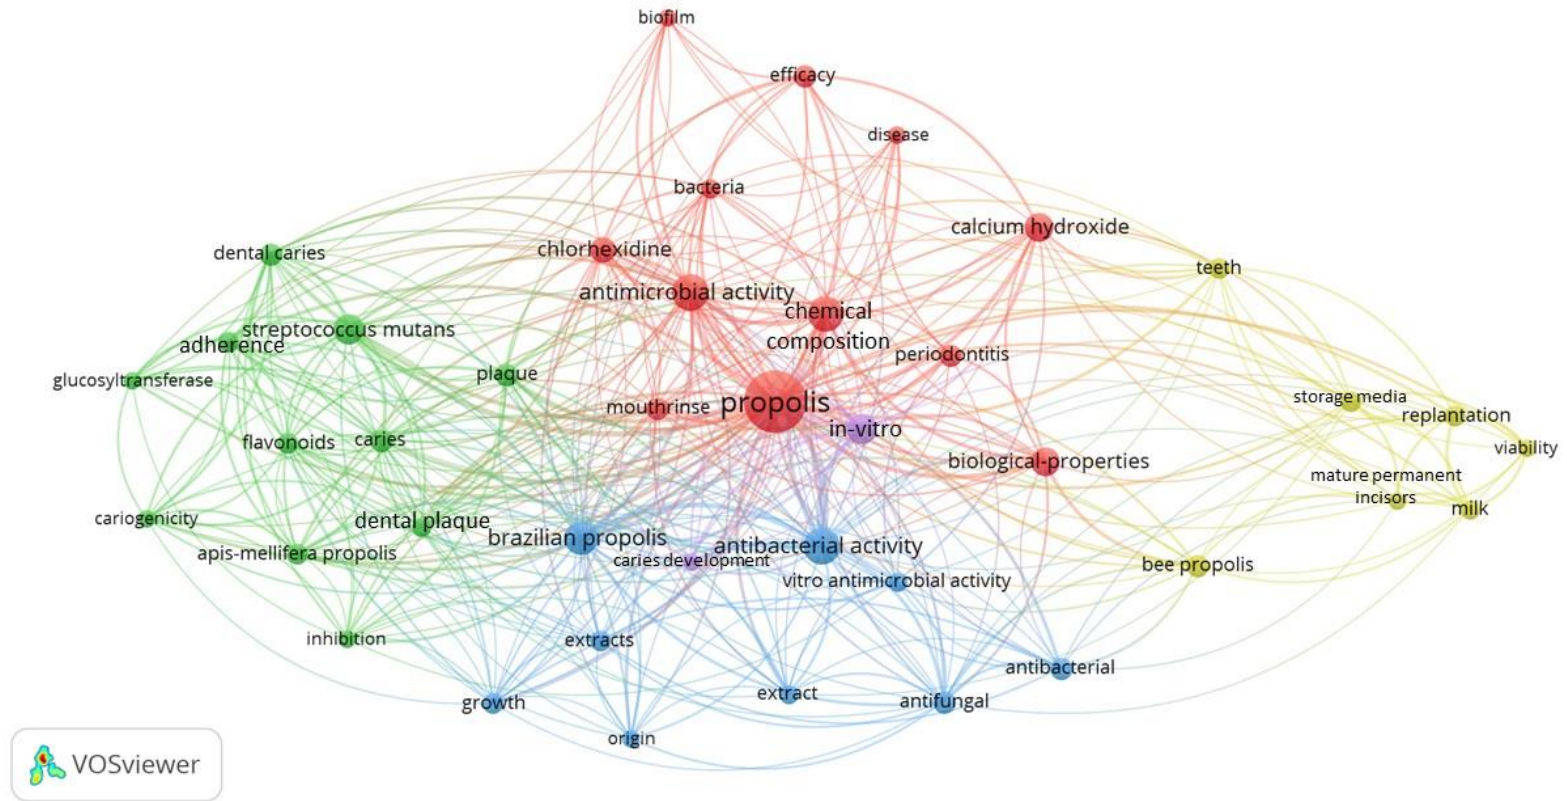 biofilm
efficacy
disease
bacteria
calcium hydroxide
chlorhexidine
dental caries
teeth
antimicrobial activity
chemical
composition
streptococcus mutans
adherence
periodontitis
plaque
glucosyltransferase
storage media
propolis
mouthrinse
replantation
in-vitro
flavonoids
caries
viability
biological-properties
mature permanent
incisors
milk
cariogenicity
dental plaque
brazilian propolis
antibacterial activity
apis-mellifera propolis
caries development
bee propolis
vitro antimicrobial activity
inhibition
extracts
antibacterial
extract
growth
antifungal
origin
VOSviewer